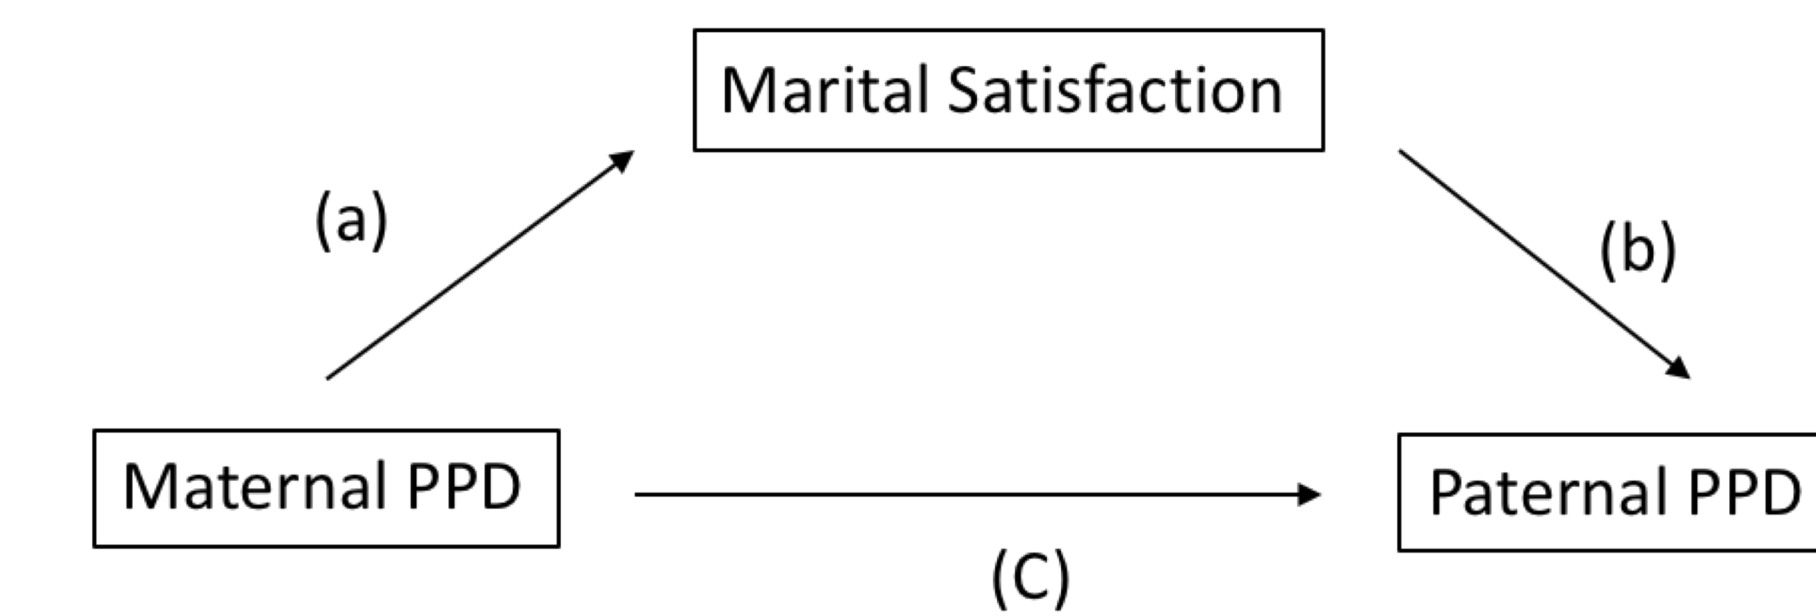 Marital Satisfaction
(a)
(b)
Maternal PPD
Paternal PPD
(C)